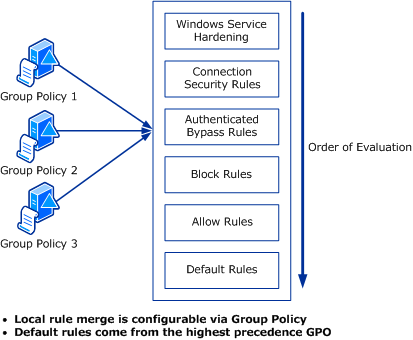 Windows Service
Hardening
Connection
Security Rules
Authenticated
Bypass Rules
Block Rules
Allow Rules
Default Rules
Group Policy 1
Group Policy 2
Group Policy 3
Order of Evaluation
• Local rule merge is configurable via Group Policy
• Default rules come from the highest precedence GPO